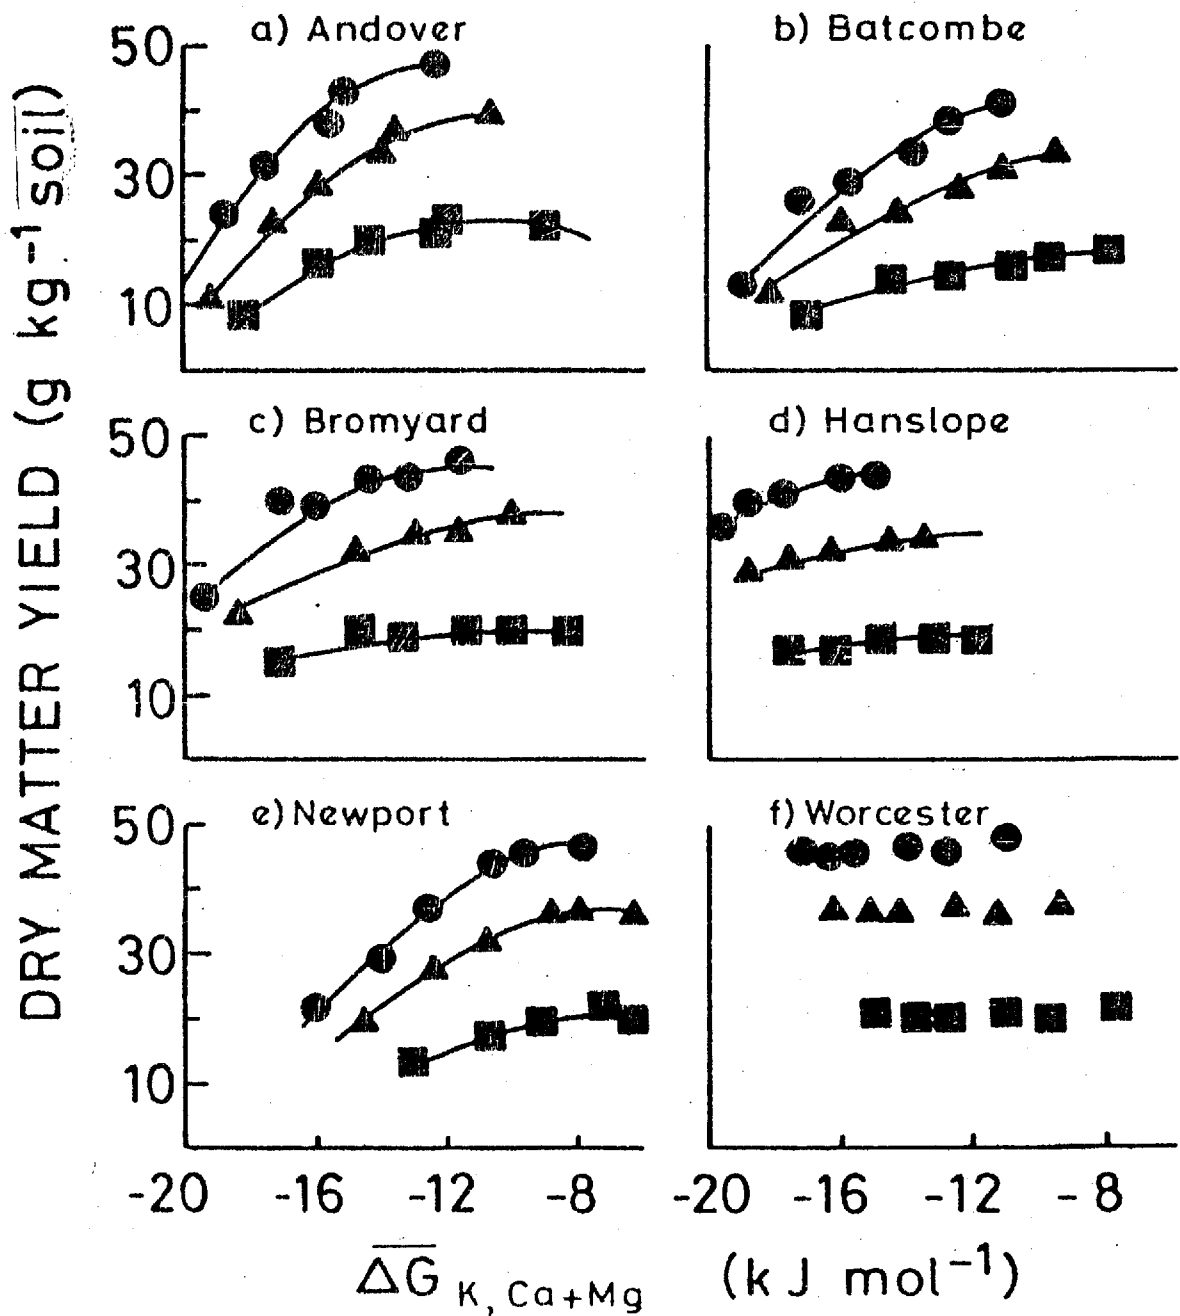 a) Andover
b) Batcombe
50
30
10
c) Bromyard
d) Hanslope
50
30
10
e) Newport
f) Worcester
50
30
10
-20 -16 -12 -8
-20 -16 -12 -8
DRY MATTER YIELD (g kg⁻¹ soil)
ΔG K, Ca+Mg (kJ mol⁻¹)